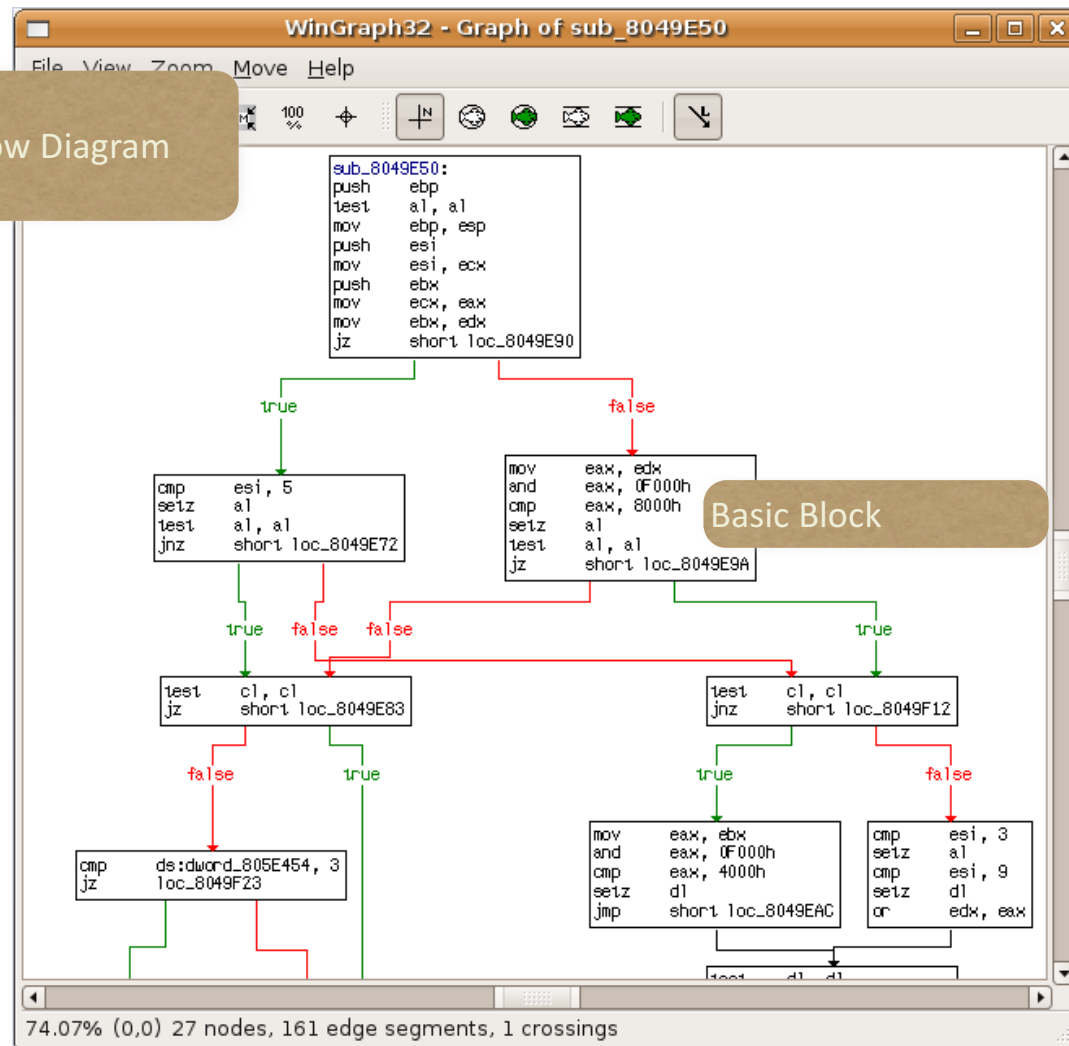 WinGraph32 - Graph of sub_8049E50
File View Zoom Move Help
ow Diagram
100
%
N
sub_8049E50:
push ebp
test al, al
mov ebp, esp
push esi
mov esi, ecx
push ebx
mov ecx, eax
mov ebx, edx
jz short loc_8049E90
true
false
cmp esi, 5
setz al
test al, al
jnz short loc_8049E72
mov eax, edx
and eax, 0F000h
cmp eax, 8000h
setz al
test al, al
jz short loc_8049E9A
Basic Block
true
false
false
true
test cl, cl
jz short loc_8049E83
test cl, cl
jnz short loc_8049F12
false
true
true
false
cmp ds:dword_805E454, 3
jz loc_8049F23
mov eax, ebx
and eax, 0F000h
cmp eax, 4000h
setz dl
jmp short loc_8049EAC
cmp esi, 3
setz al
cmp esi, 9
setz dl
or edx, eax
test dl, dl
74.07% (0,0) 27 nodes, 161 edge segments, 1 crossings